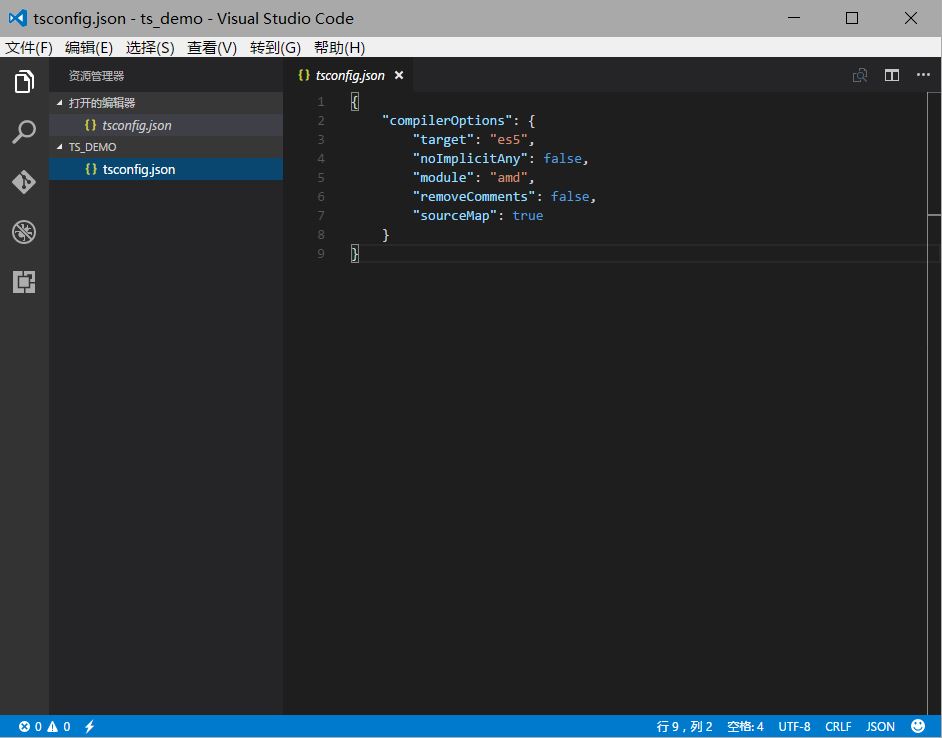 tsconfig.json - ts_demo - Visual Studio Code
文件(F) 编辑(E) 选择(S) 查看(V) 转到(G) 帮助(H)
资源管理器
打开的编辑器
{} tsconfig.json
TS_DEMO
{} tsconfig.json
{} tsconfig.json ×
1 {
2 "compilerOptions": {
3 "target": "es5",
4 "noImplicitAny": false,
5 "module": "amd",
6 "removeComments": false,
7 "sourceMap": true
8 }
9 }
0 0 行 9，列 2 空格: 4 UTF-8 CRLF JSON